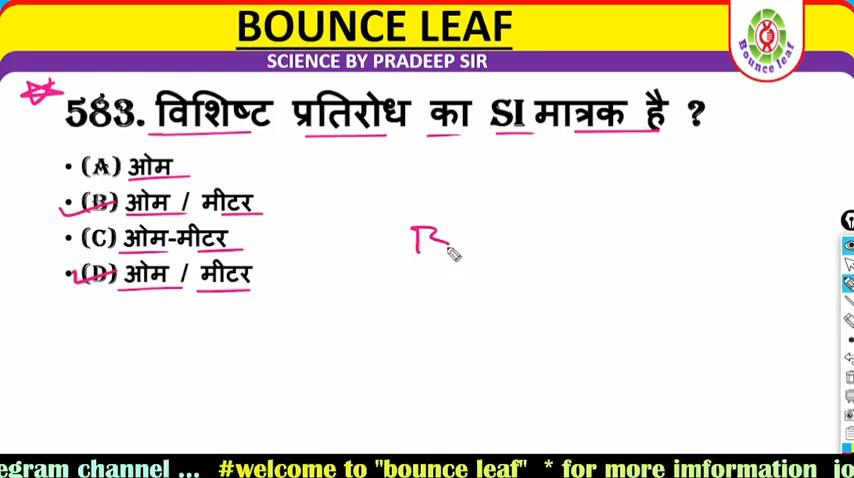 BOUNCE LEAF
SCIENCE BY PRADEEP SIR
Bounce leaf
583. विशिष्ट प्रतिरोध का SI मात्रक है ?
• (A) ओम
• (B) ओम / मीटर
• (C) ओम-मीटर
• (D) ओम / मीटर
R
egram channel ... #welcome to "bounce leaf" * for more imformation jo